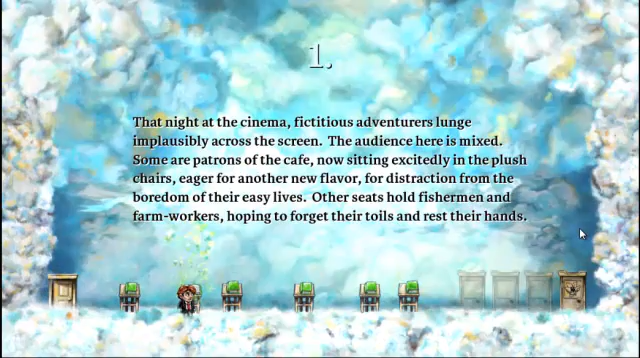 1.
That night at the cinema, fictitious adventurers lunge
implausibly across the screen. The audience here is mixed.
Some are patrons of the cafe, now sitting excitedly in the plush
chairs, eager for another new flavor, for distraction from the
boredom of their easy lives. Other seats hold fishermen and
farm-workers, hoping to forget their toils and rest their hands.